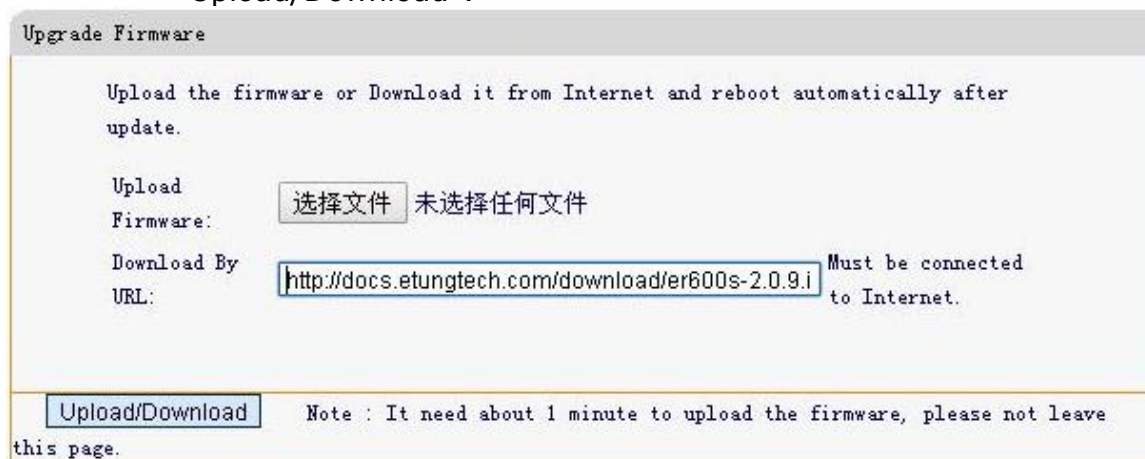 Upload/Download".
Upgrade Firmware
Upload the firmware or Download it from Internet and reboot automatically after
update.
Upload
Firmware:
选择文件 未选择任何文件
Download By
URL:
http://docs.etungtech.com/download/er600s-2.0.9.i
Must be connected
to Internet.
Upload/Download Note : It need about 1 minute to upload the firmware, please not leave
this page.